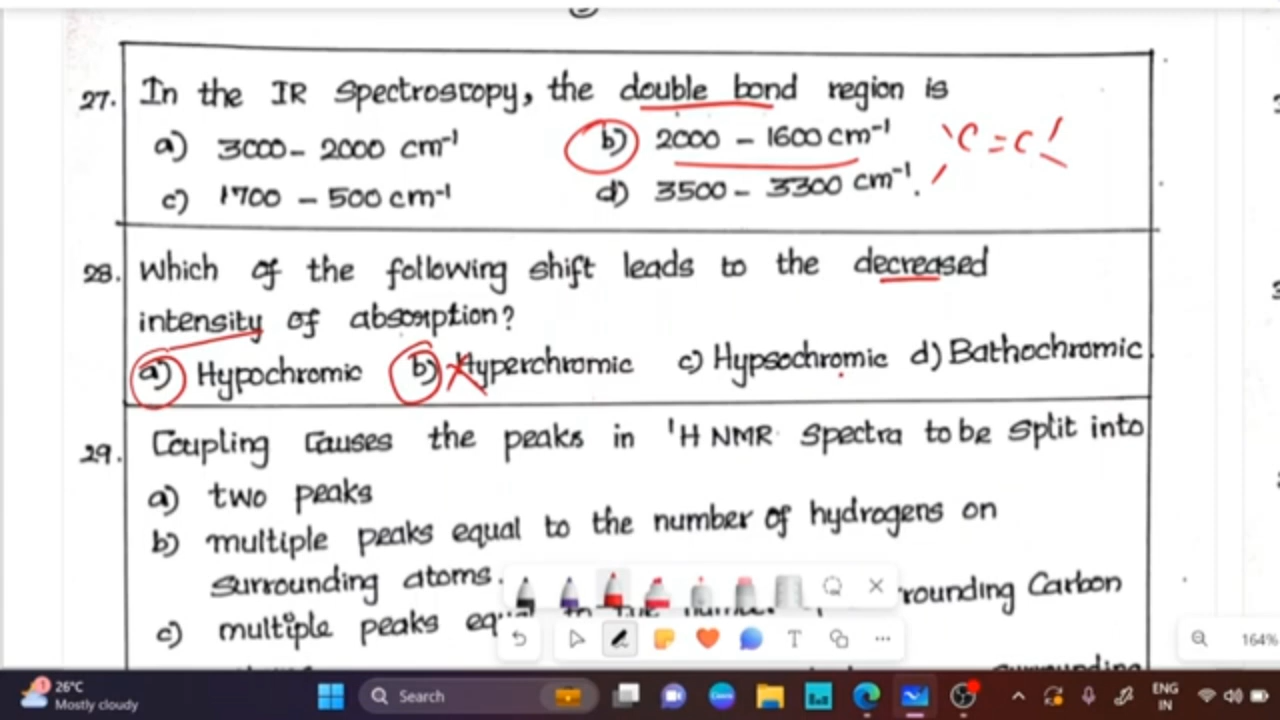 27. In the IR Spectroscopy, the double bond region is
a) 3000 - 2000 cm-1 b) 2000 - 1600 cm-1
c) 1700 - 500 cm-1 d) 3500 - 3300 cm-1.
C = C
28. Which of the following shift leads to the decreased
intensity of absorption?
a) Hypochromic b) Hyperchromic c) Hypsochromic d) Bathochromic.
29. Coupling causes the peaks in 1H NMR Spectra to be split into
a) two peaks
b) multiple peaks equal to the number of hydrogens on
surrounding atoms.
c) multiple peaks rounding Carbon
surrounding
T
164%
1
26°C
Mostly cloudy
Search
ENG
IN